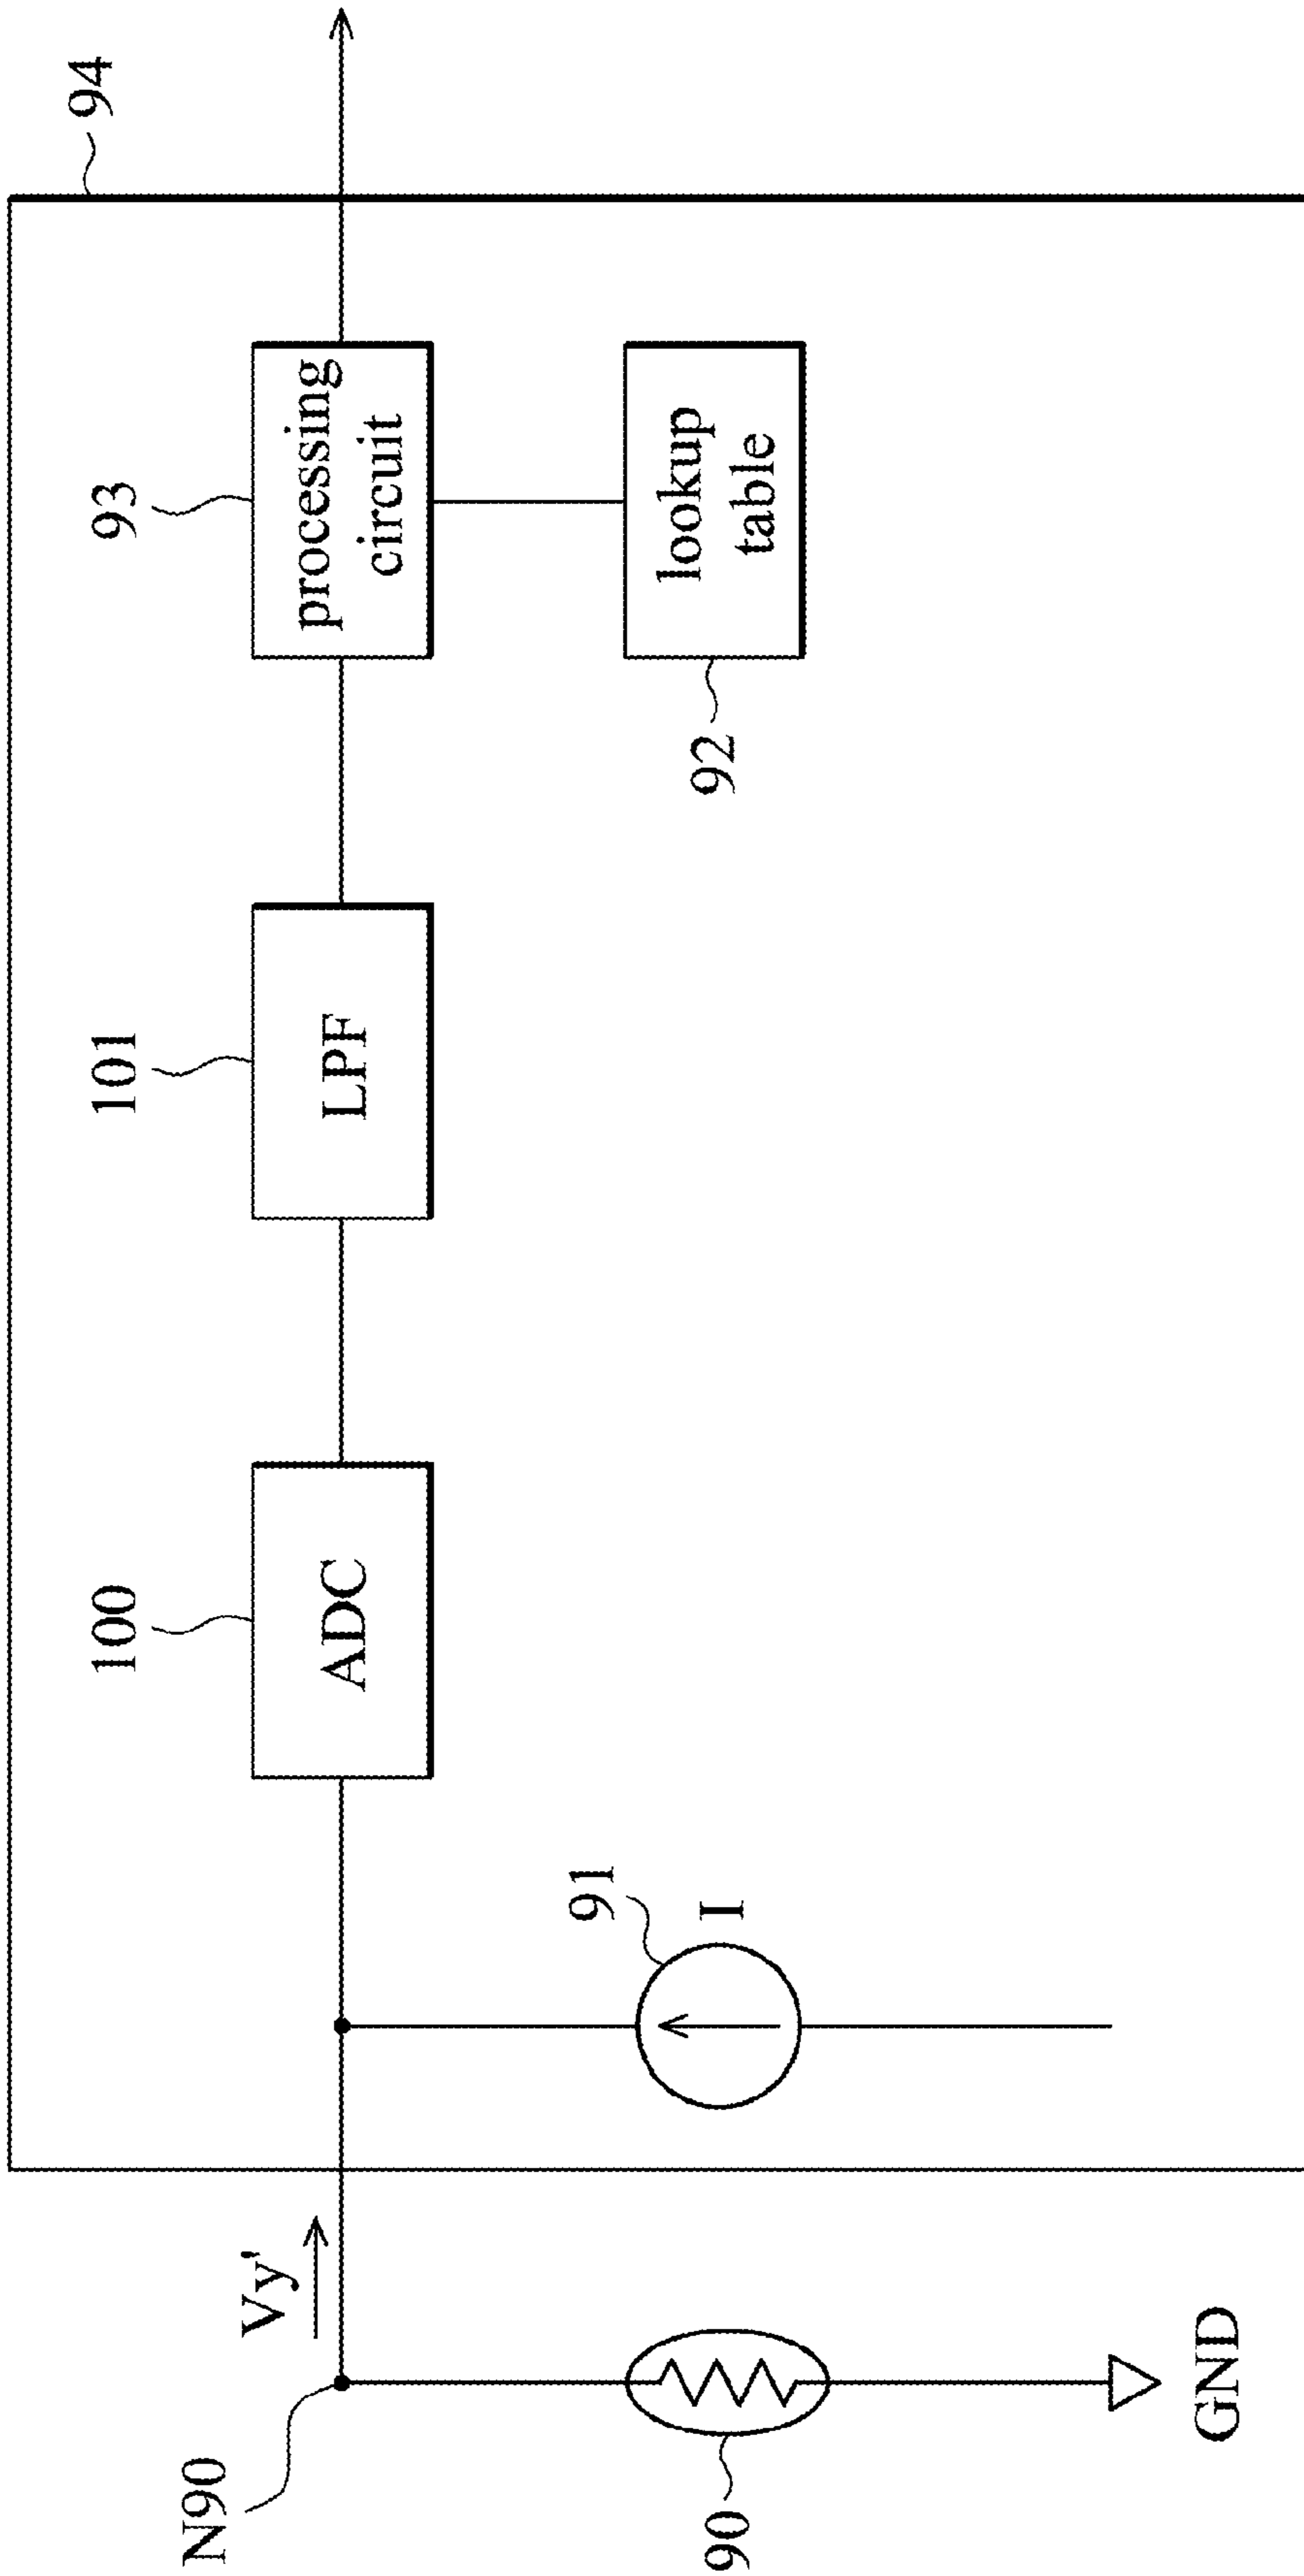 94
100
101
93
ADC
LPF
processing
circuit
Vy'
N90
91
I
lookup
table
92
90
GND